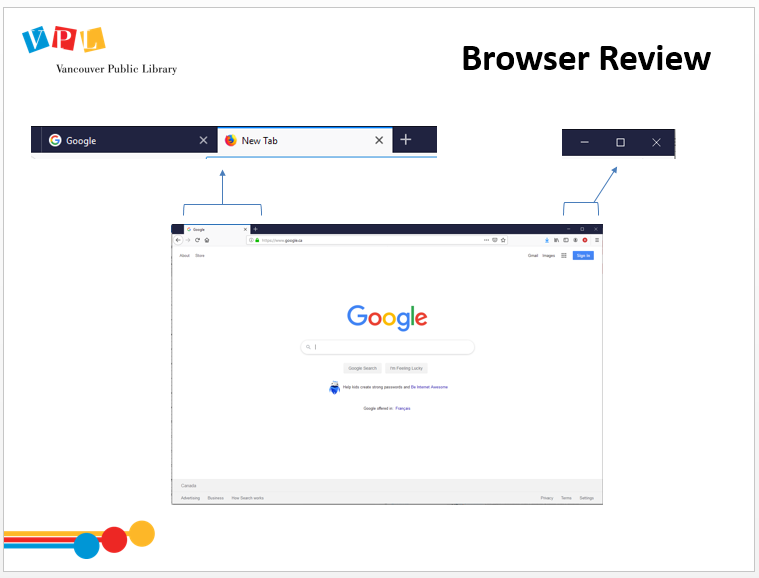 VPL
Vancouver Public Library
Browser Review
Google
New Tab
Google
https://www.google.ca
About Store
Gmail Images Sign in
Google
Google Search I'm Feeling Lucky
Help kids create strong passwords and Be Internet Awesome
Google offered in: Français
Canada
Advertising Business How Search works
Privacy Terms Settings